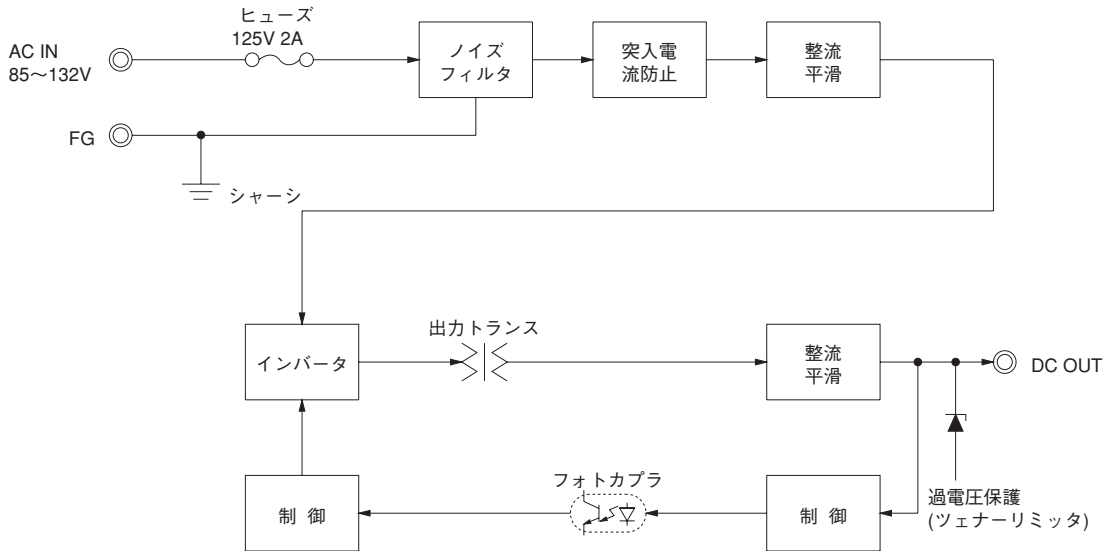 ヒューズ
125V 2A
AC IN
85～132V
ノイズ
フィルタ
突入電
流防止
整流
平滑
FG
シャーシ
インバータ
出力トランス
整流
平滑
DC OUT
制 御
フォトカプラ
制 御
過電圧保護
(ツェナーリミッタ)